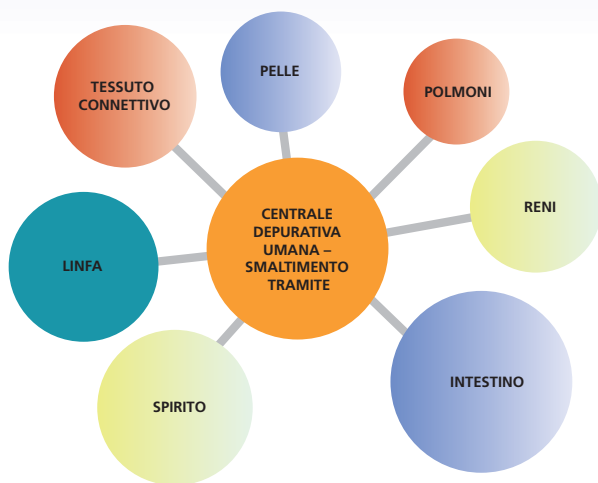 TESSUTO
CONNETTIVO
PELLE
POLMONI
RENI
CENTRALE
DEPURATIVA
UMANA –
SMALTIMENTO
TRAMITE
LINFA
INTESTINO
SPIRITO